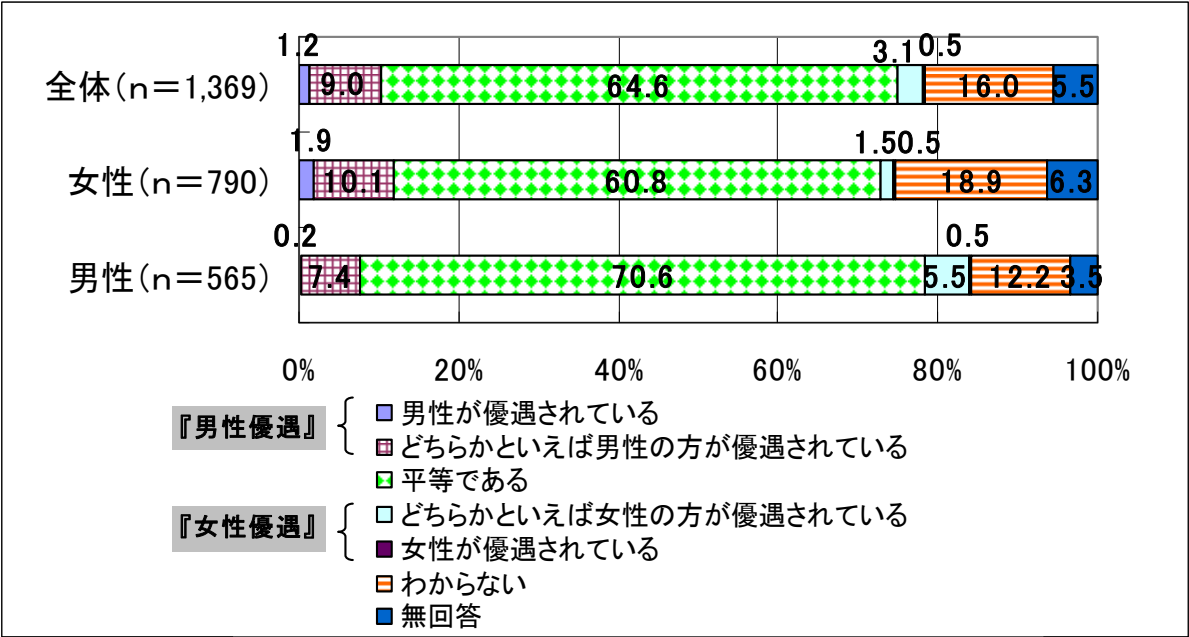 1.2 3.1 0.5
全体(n=1,369) 9.0 64.6 16.0 5.5
1.9 1.5 0.5
女性(n=790) 10.1 60.8 18.9 6.3
0.2 0.5
男性(n=565) 7.4 70.6 5.5 12.2 3.5
0% 20% 40% 60% 80% 100%
『男性優遇』
男性が優遇されている
どちらかといえば男性の方が優遇されている
平等である
『女性優遇』
どちらかといえば女性の方が優遇されている
女性が優遇されている
わからない
無回答